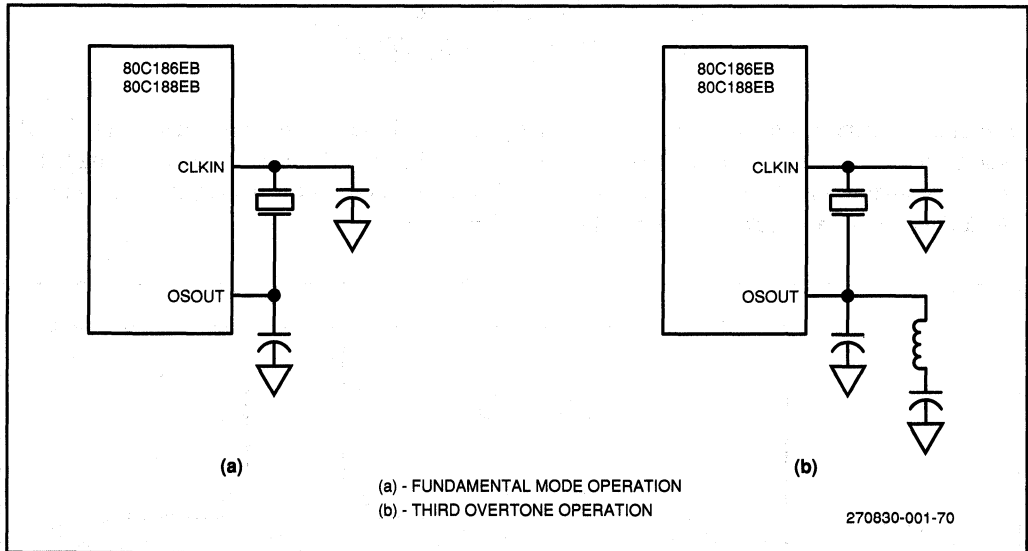 80C186EB
80C188EB
CLKIN
OSOUT
(a)
80C186EB
80C188EB
CLKIN
OSOUT
(b)
(a) - FUNDAMENTAL MODE OPERATION
(b) - THIRD OVERTONE OPERATION
270830-001-70